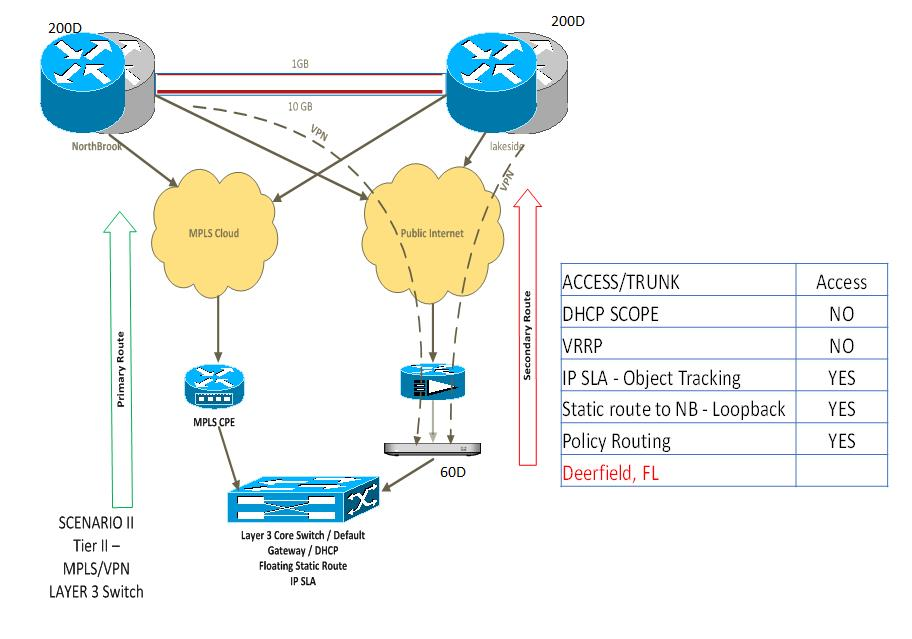 200D
200D
1GB
10 GB
VPN
NorthBrook
lakeside
VPN
MPLS Cloud
Public Internet
Primary Route
Secondary Route
MPLS CPE
60D
Layer 3 Core Switch / Default
Gateway / DHCP
Floating Static Route
IP SLA
SCENARIO II
Tier II –
MPLS/VPN
LAYER 3 Switch
ACCESS/TRUNK Access
DHCP SCOPE NO
VRRP NO
IP SLA - Object Tracking YES
Static route to NB - Loopback YES
Policy Routing YES
Deerfield, FL